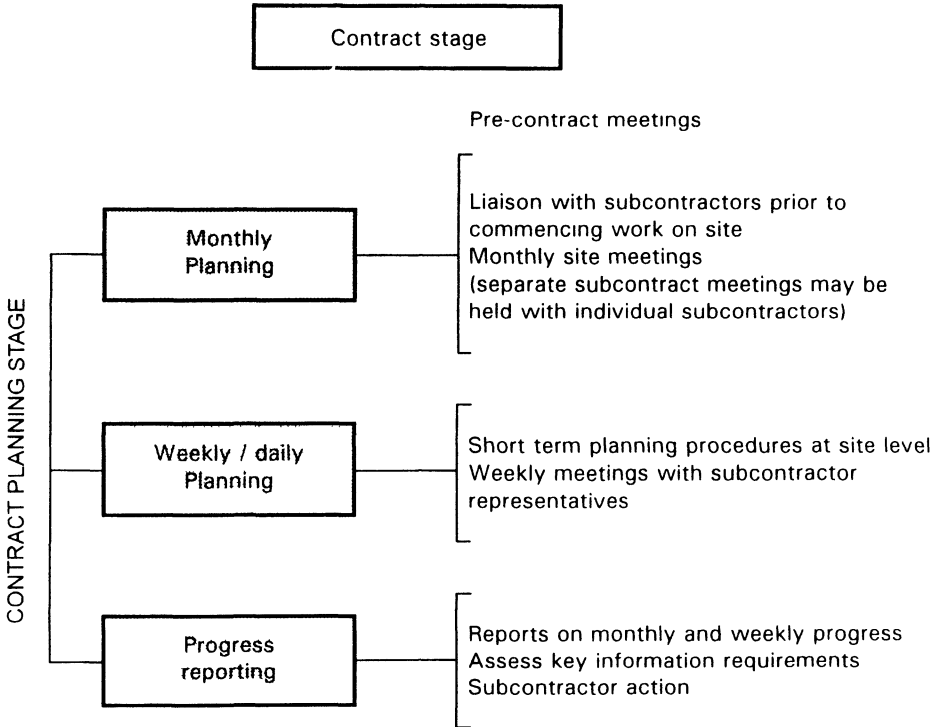 Contract stage
Pre-contract meetings
CONTRACT PLANNING STAGE
Monthly
Planning
Liaison with subcontractors prior to
commencing work on site
Monthly site meetings
(separate subcontract meetings may be
held with individual subcontractors)
Weekly / daily
Planning
Short term planning procedures at site level
Weekly meetings with subcontractor
representatives
Progress
reporting
Reports on monthly and weekly progress
Assess key information requirements
Subcontractor action